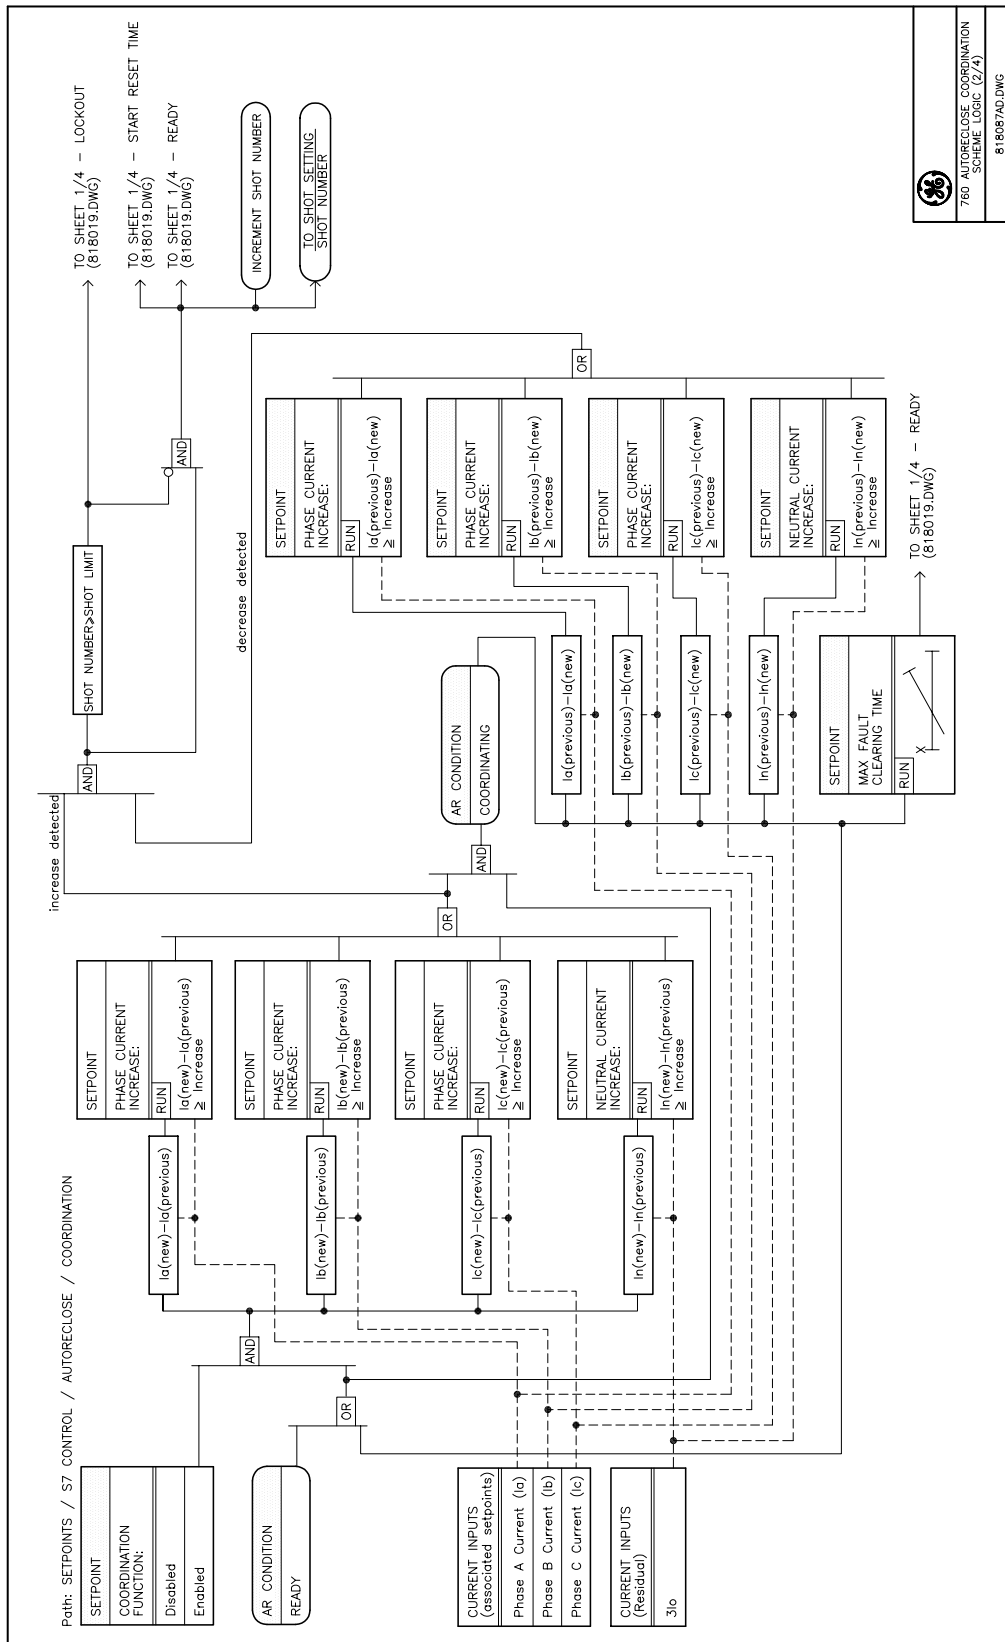 Path: SETPOINTS / S7 CONTROL / AUTORECLOSE / COORDINATION
SETPOINT
COORDINATION
FUNCTION:
Disabled
Enabled
AR CONDITION
READY
CURRENT INPUTS
(associated setpoints)
Phase A Current (Ia)
Phase B Current (Ib)
Phase C Current (Ic)
CURRENT INPUTS
(Residual)
3Io
OR
AND
Ia(new)-Ia(previous)
Ib(new)-Ib(previous)
Ic(new)-Ic(previous)
In(new)-In(previous)
SETPOINT
PHASE CURRENT
INCREASE:
RUN
Ia(new)-Ia(previous)
≥ Increase
SETPOINT
PHASE CURRENT
INCREASE:
RUN
Ib(new)-Ib(previous)
≥ Increase
SETPOINT
PHASE CURRENT
INCREASE:
RUN
Ic(new)-Ic(previous)
≥ Increase
SETPOINT
NEUTRAL CURRENT
INCREASE:
RUN
In(new)-In(previous)
≥ Increase
OR
increase detected
AND
AND
AR CONDITION
COORDINATING
SHOT NUMBER≥SHOT LIMIT
decrease detected
Ia(previous)-Ia(new)
Ib(previous)-Ib(new)
Ic(previous)-Ic(new)
In(previous)-In(new)
SETPOINT
MAX FAULT
CLEARING TIME
RUN
X
SETPOINT
PHASE CURRENT
INCREASE:
RUN
Ia(previous)-Ia(new)
≥ Increase
SETPOINT
PHASE CURRENT
INCREASE:
RUN
Ib(previous)-Ib(new)
≥ Increase
SETPOINT
PHASE CURRENT
INCREASE:
RUN
Ic(previous)-Ic(new)
≥ Increase
SETPOINT
NEUTRAL CURRENT
INCREASE:
RUN
In(previous)-In(new)
≥ Increase
OR
AND
TO SHEET 1/4 - LOCKOUT
(818019.DWG)
TO SHEET 1/4 - START RESET TIME
(818019.DWG)
TO SHEET 1/4 - READY
(818019.DWG)
INCREMENT SHOT NUMBER
TO SHOT SETTING
SHOT NUMBER
TO SHEET 1/4 - READY
(818019.DWG)
GE
760 AUTORECLOSE COORDINATION
SCHEME LOGIC (2/4)
818087AD.DWG